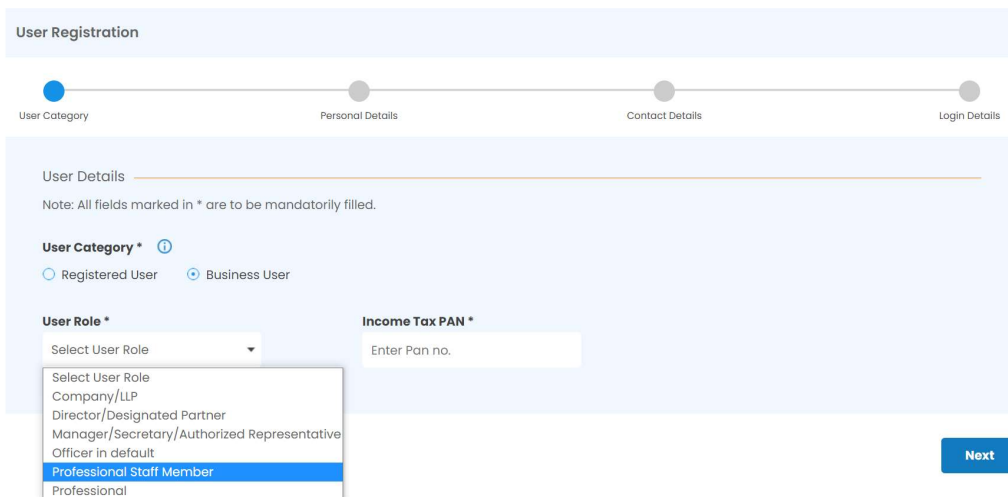 User Registration
User Category Personal Details Contact Details Login Details
User Details
Note: All fields marked in * are to be mandatorily filled.
User Category *
Registered User Business User
User Role * Income Tax PAN *
Select User Role Enter Pan no.
Select User Role
Company/LLP
Director/Designated Partner
Manager/Secretary/Authorized Representative
Officer in default
Professional Staff Member
Professional
Next